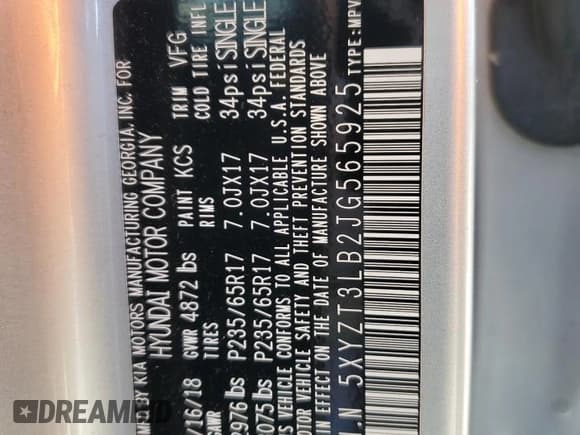 BY KIA MOTORS MANUFACTURING GEORGIA, INC. FOR
HYUNDAI MOTOR COMPANY
/16/18 GVWR 4872 lbs PAINT KCS TRIM VFG
GAWR TIRES RIMS COLD TIRE INFL
2976 lbs P235/65R17 7.0JX17 34psi SINGLE
3075 lbs P235/65R17 7.0JX17 34psi SINGLE
VEHICLE CONFORMS TO ALL APPLICABLE U.S.A. FEDERAL
MOTOR VEHICLE SAFETY AND THEFT PREVENTION STANDARDS
IN EFFECT ON THE DATE OF MANUFACTURE SHOWN ABOVE
I.N 5XYZT3LB2JG565925 TYPE:MPV
DREAMBID